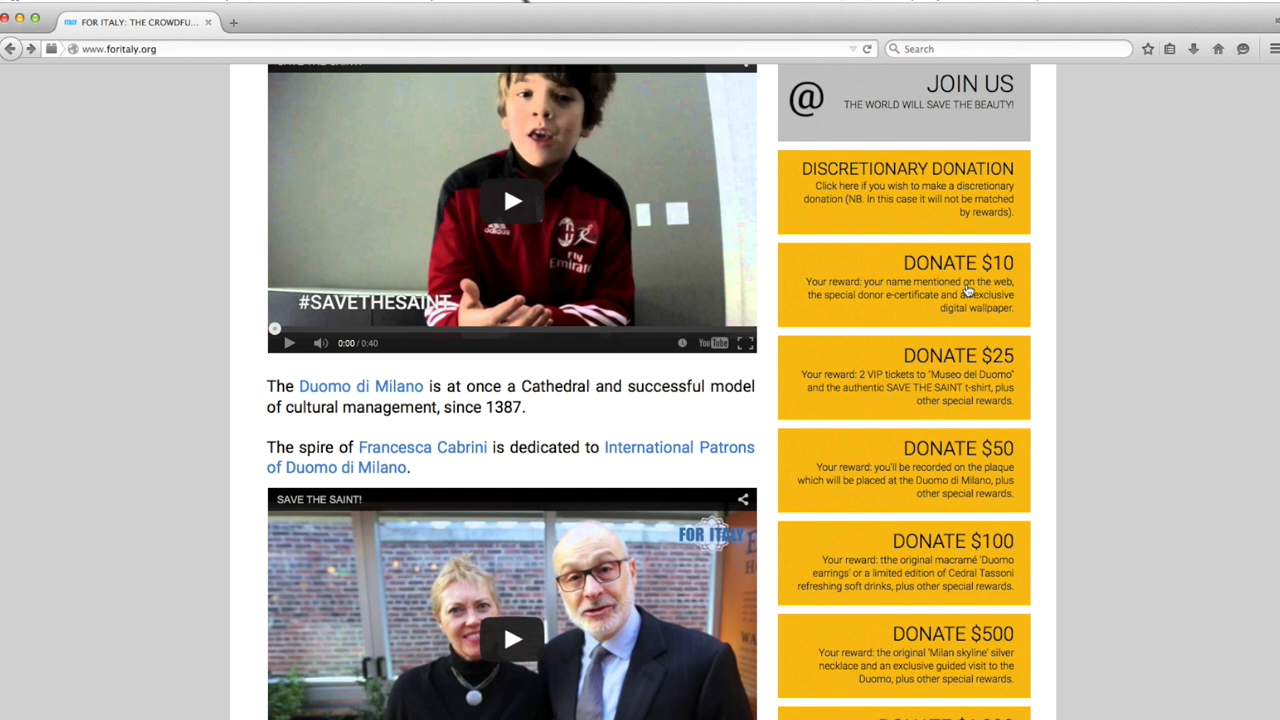 FOR ITALY: THE CROWDFU...
www.foritaly.org
Search
#SAVETHESAINT
adidas
Fly
Emirates
0:00 / 0:40
YouTube
The Duomo di Milano is at once a Cathedral and successful model
of cultural management, since 1387.
The spire of Francesca Cabrini is dedicated to International Patrons
of Duomo di Milano.
SAVE THE SAINT!
FOR ITALY
@
JOIN US
THE WORLD WILL SAVE THE BEAUTY!
DISCRETIONARY DONATION
Click here if you wish to make a discretionary
donation (NB. In this case it will not be matched
by rewards).
DONATE $10
Your reward: your name mentioned on the web,
the special donor e-certificate and an exclusive
digital wallpaper.
DONATE $25
Your reward: 2 VIP tickets to "Museo del Duomo"
and the authentic SAVE THE SAINT t-shirt, plus
other special rewards.
DONATE $50
Your reward: you'll be recorded on the plaque
which will be placed at the Duomo di Milano, plus
other special rewards.
DONATE $100
Your reward: tthe original macramé 'Duomo
earrings' or a limited edition of Cedral Tassoni
refreshing soft drinks, plus other special rewards.
DONATE $500
Your reward: the original 'Milan skyline' silver
necklace and an exclusive guided visit to the
Duomo, plus other special rewards.